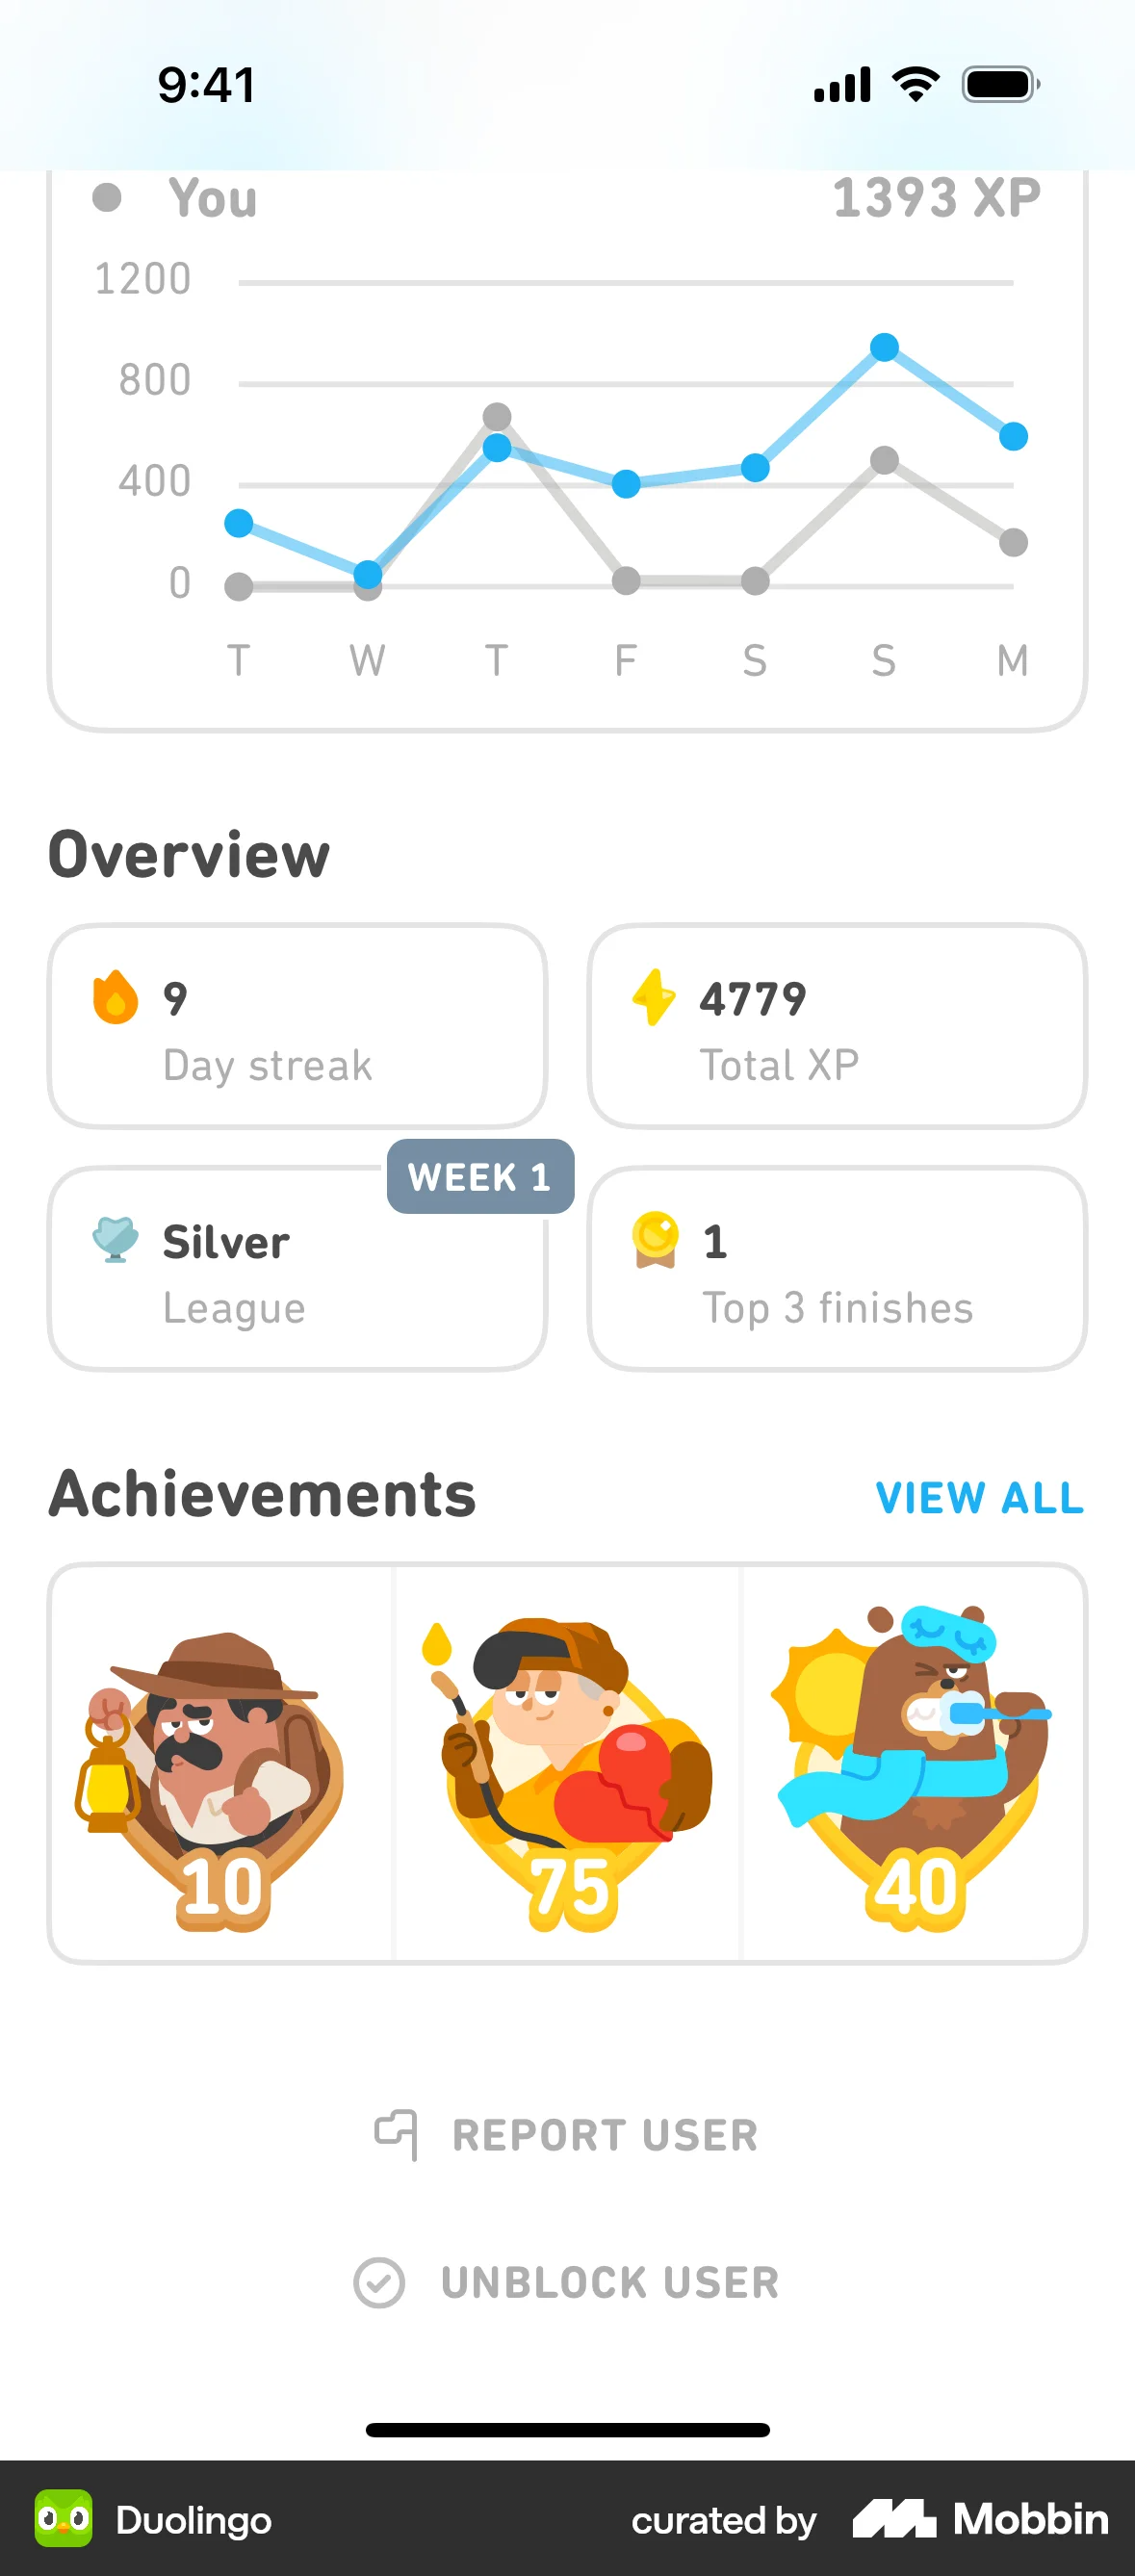 9:41
You 1393 XP
1200
800
400
0
T W T F S S M
Overview
9
Day streak
4779
Total XP
WEEK 1
Silver
League
1
Top 3 finishes
Achievements VIEW ALL
10 75 40
REPORT USER
UNBLOCK USER
Duolingo curated by Mobbin